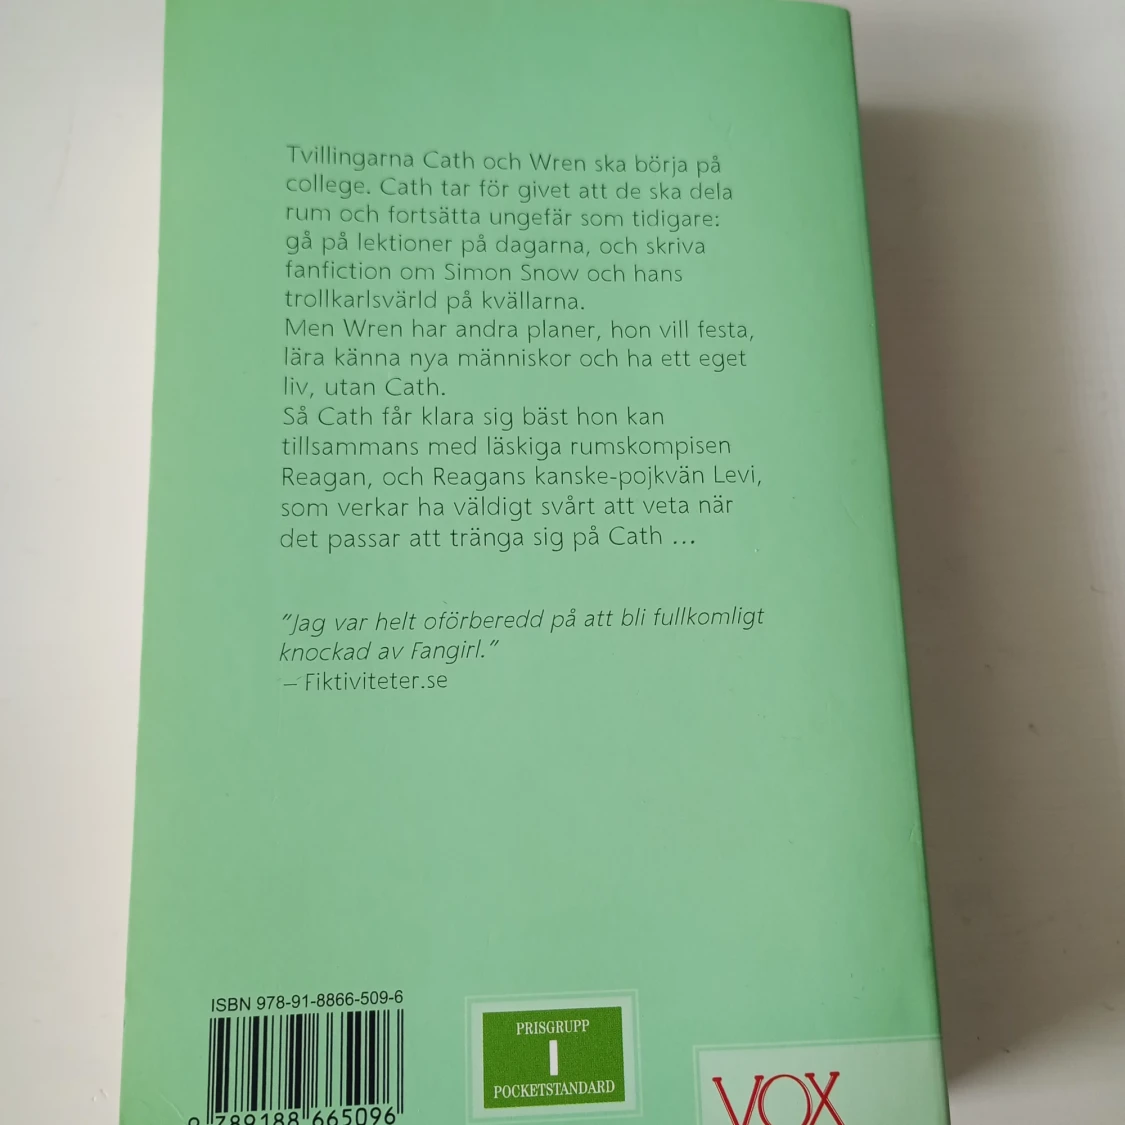 Tvillingarna Cath och Wren ska börja på
college. Cath tar för givet att de ska dela
rum och fortsätta ungefär som tidigare:
gå på lektioner på dagarna, och skriva
fanfiction om Simon Snow och hans
trollkarlsvärld på kvällarna.
Men Wren har andra planer, hon vill festa,
lära känna nya människor och ha ett eget
liv, utan Cath.
Så Cath får klara sig bäst hon kan
tillsammans med läskiga rumskompisen
Reagan, och Reagans kanske-pojkvän Levi,
som verkar ha väldigt svårt att veta när
det passar att tränga sig på Cath ...
"Jag var helt oförberedd på att bli fullkomligt
knockad av Fangirl."
– Fiktiviteter.se
ISBN 978-91-8866-509-6
9 789188 665096
PRISGRUPP
1
POCKETSTANDARD
VOX